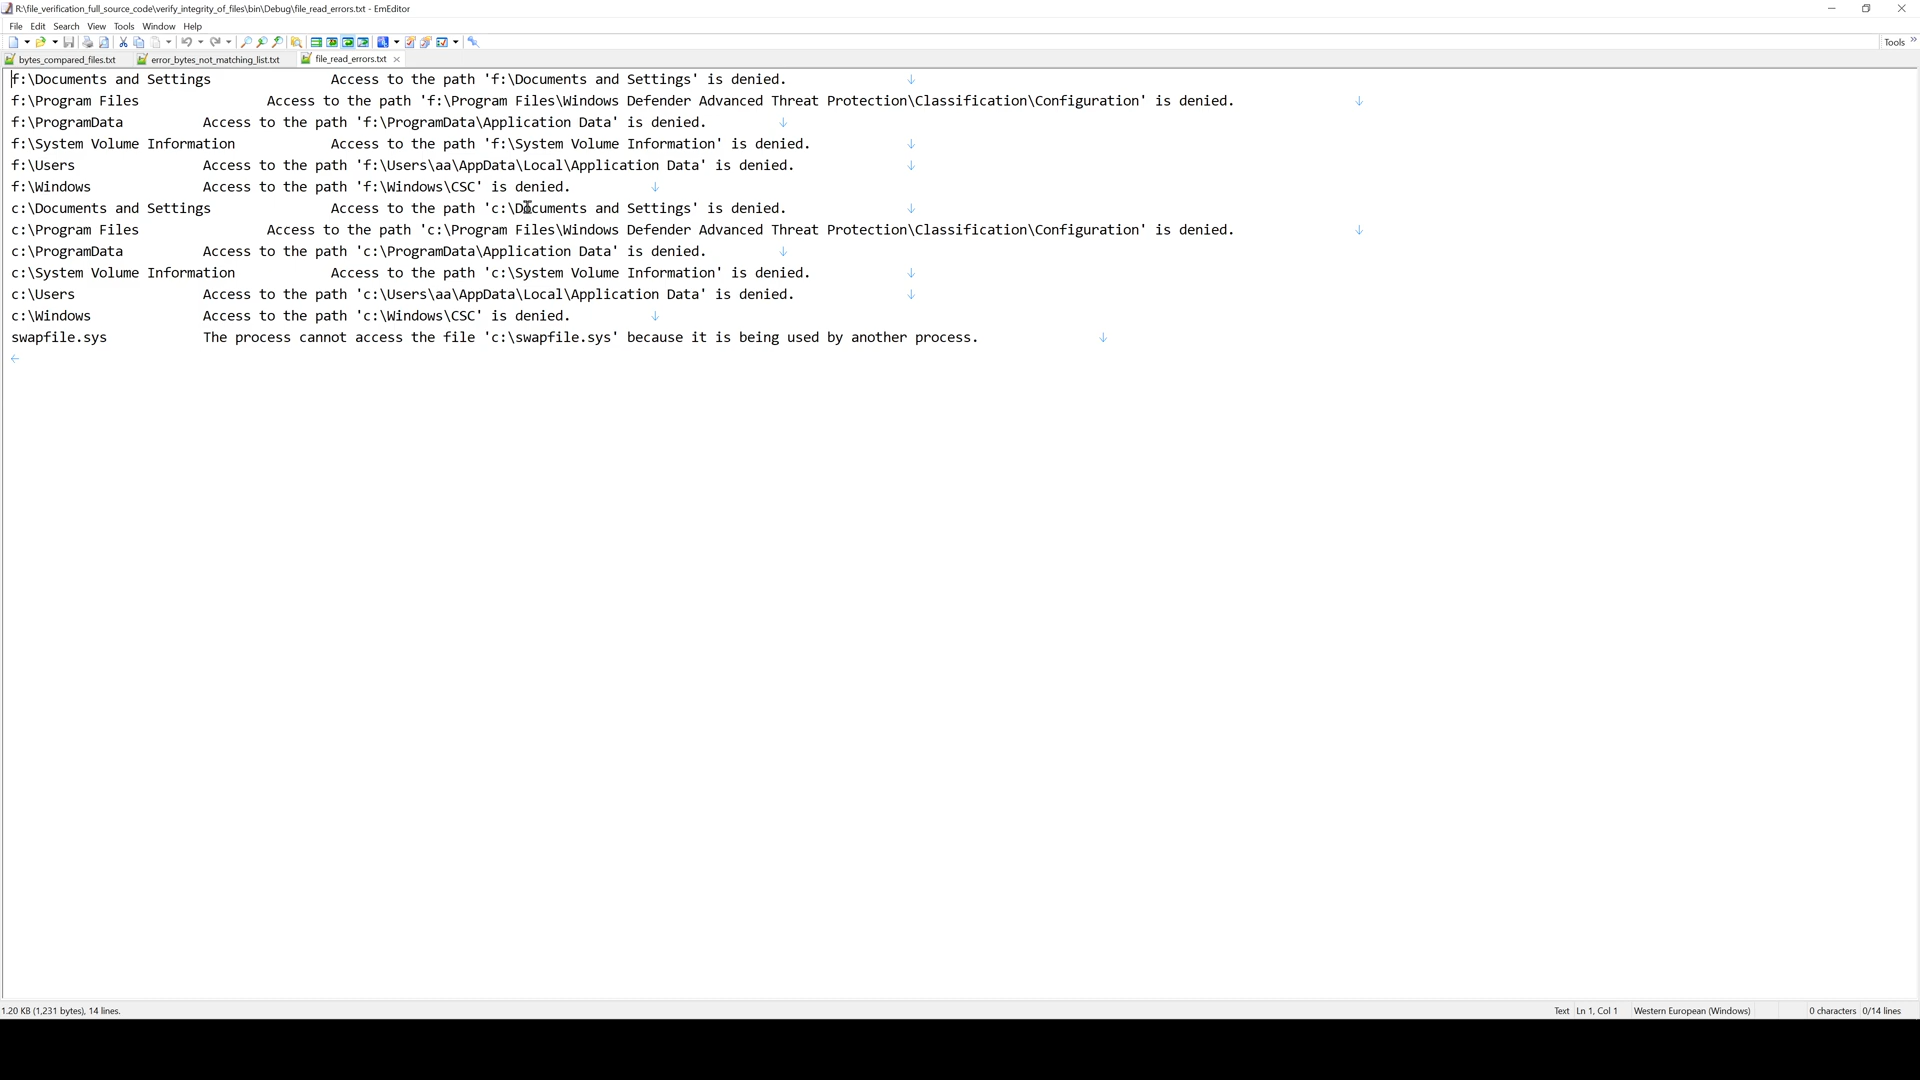 R:\file_verification_full_source_code\verify_integrity_of_files\bin\Debug\file_read_errors.txt - EmEditor
File Edit Search View Tools Window Help
Tools
bytes_compared_files.txt error_bytes_not_matching_list.txt file_read_errors.txt
f:\Documents and Settings Access to the path 'f:\Documents and Settings' is denied.
f:\Program Files Access to the path 'f:\Program Files\Windows Defender Advanced Threat Protection\Classification\Configuration' is denied.
f:\ProgramData Access to the path 'f:\ProgramData\Application Data' is denied.
f:\System Volume Information Access to the path 'f:\System Volume Information' is denied.
f:\Users Access to the path 'f:\Users\aa\AppData\Local\Application Data' is denied.
f:\Windows Access to the path 'f:\Windows\CSC' is denied.
c:\Documents and Settings Access to the path 'c:\Documents and Settings' is denied.
c:\Program Files Access to the path 'c:\Program Files\Windows Defender Advanced Threat Protection\Classification\Configuration' is denied.
c:\ProgramData Access to the path 'c:\ProgramData\Application Data' is denied.
c:\System Volume Information Access to the path 'c:\System Volume Information' is denied.
c:\Users Access to the path 'c:\Users\aa\AppData\Local\Application Data' is denied.
c:\Windows Access to the path 'c:\Windows\CSC' is denied.
swapfile.sys The process cannot access the file 'c:\swapfile.sys' because it is being used by another process.
1.20 KB (1,231 bytes), 14 lines. Text Ln 1, Col 1 Western European (Windows) 0 characters 0/14 lines